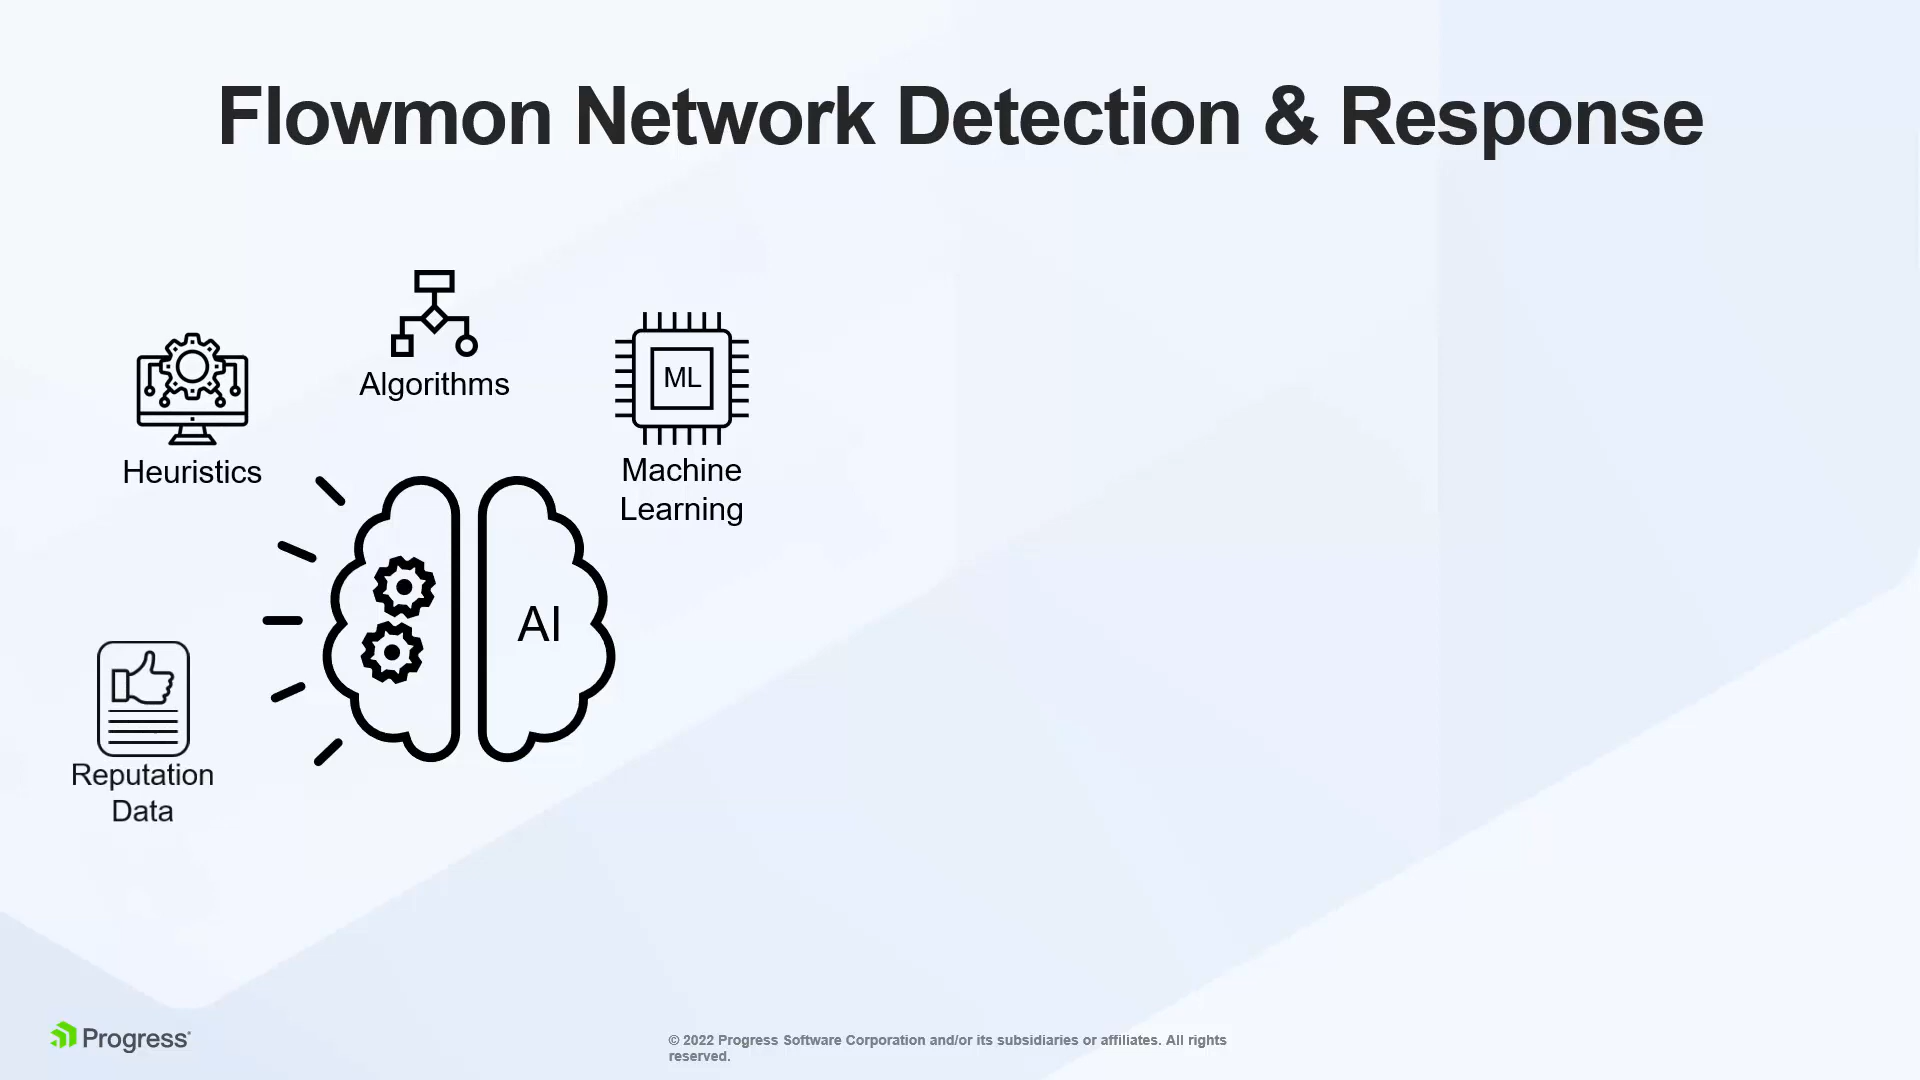 Flowmon Network Detection & Response
Algorithms
ML
Heuristics
Machine
Learning
AI
Reputation
Data
Progress
© 2022 Progress Software Corporation and/or its subsidiaries or affiliates. All rights
reserved.